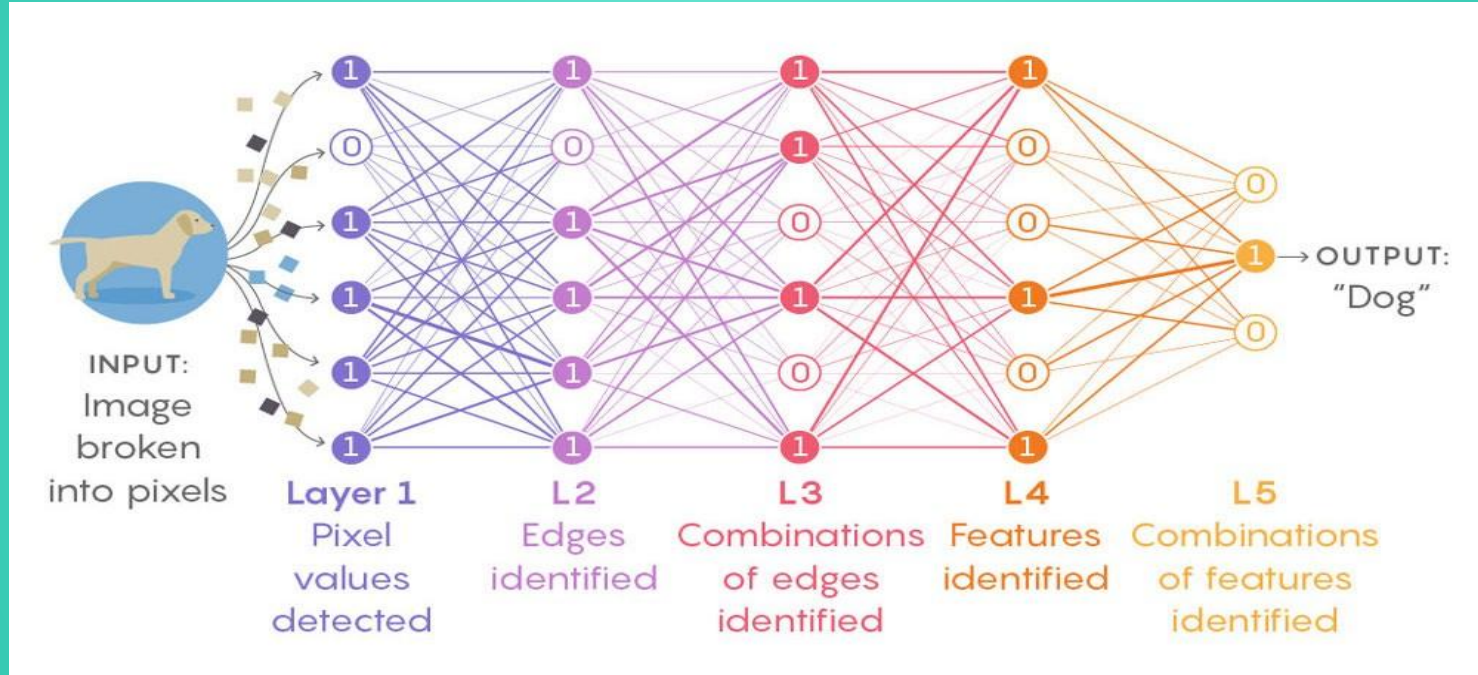 1 1 1 1
0 0 1 0
0
1 1 0 0
1
1 1 1 1
0
1 1 0 0
1 1 1 1
OUTPUT:
"Dog"
INPUT:
Image
broken
into pixels
Layer 1
Pixel
values
detected
L2
Edges
identified
L3
Combinations
of edges
identified
L4
Features
identified
L5
Combinations
of features
identified